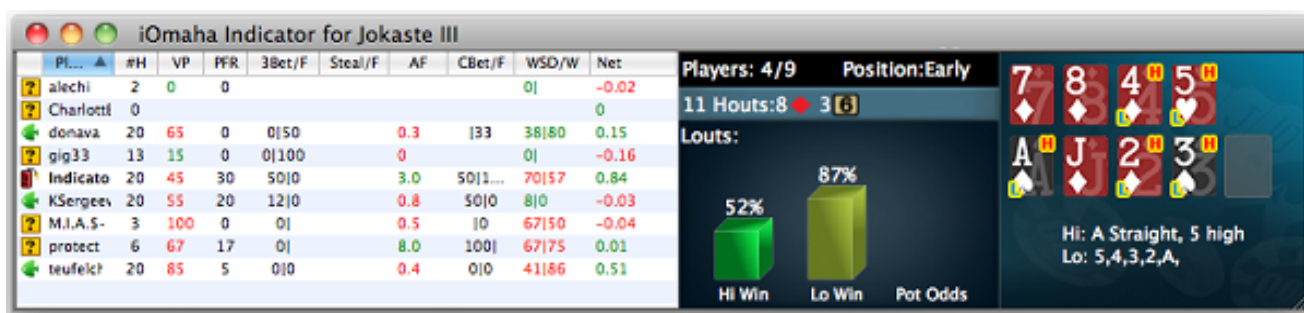 iOmaha Indicator for Jokaste III
Pl... #H VP PFR 3Bet/F Steal/F AF CBet/F WSD/W Net
? alechi 2 0 0 0| -0.02
? Charlotti 0 0
donava 20 65 0 0|50 0.3 |33 38|80 0.15
? gig33 13 15 0 0|100 0 0| -0.16
Indicato 20 45 30 50|0 3.0 50|1... 70|57 0.84
KSergeev 20 55 20 12|0 0.8 50|0 8|0 -0.03
? M.I.A.S- 3 100 0 0| 0.5 |0 67|50 -0.04
? protect 6 67 17 0| 8.0 100| 67|75 0.01
teufelch 20 85 5 0|0 0.4 0|0 41|86 0.51
Players: 4/9 Position:Early
11 Houts:8♦ 3 6
Louts:
52% 87%
Hi Win Lo Win Pot Odds
7 8 4 H 5 H
L L
A H J 2 H 3 H
L L L
Hi: A Straight, 5 high
Lo: 5,4,3,2,A,